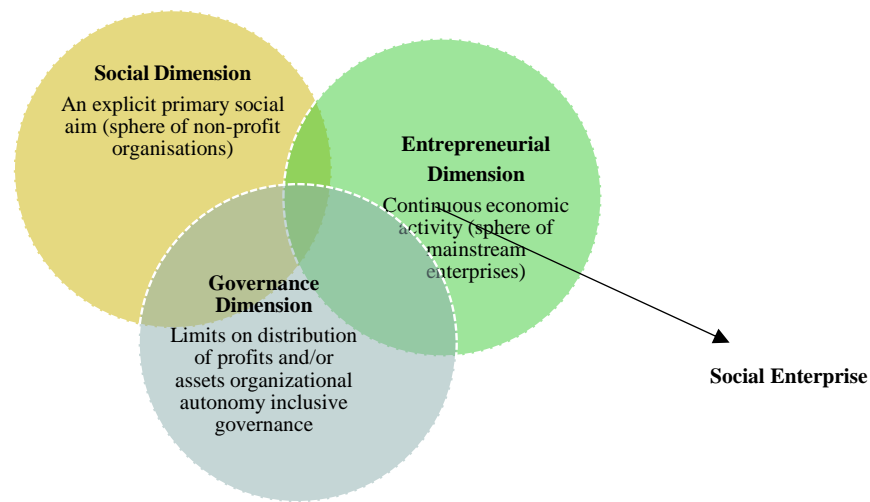 Social Dimension
An explicit primary social
aim (sphere of non-profit
organisations)
Entrepreneurial
Dimension
Continuous economic
activity (sphere of
mainstream
enterprises)
Governance
Dimension
Limits on distribution
of profits and/or
assets organizational
autonomy inclusive
governance
Social Enterprise